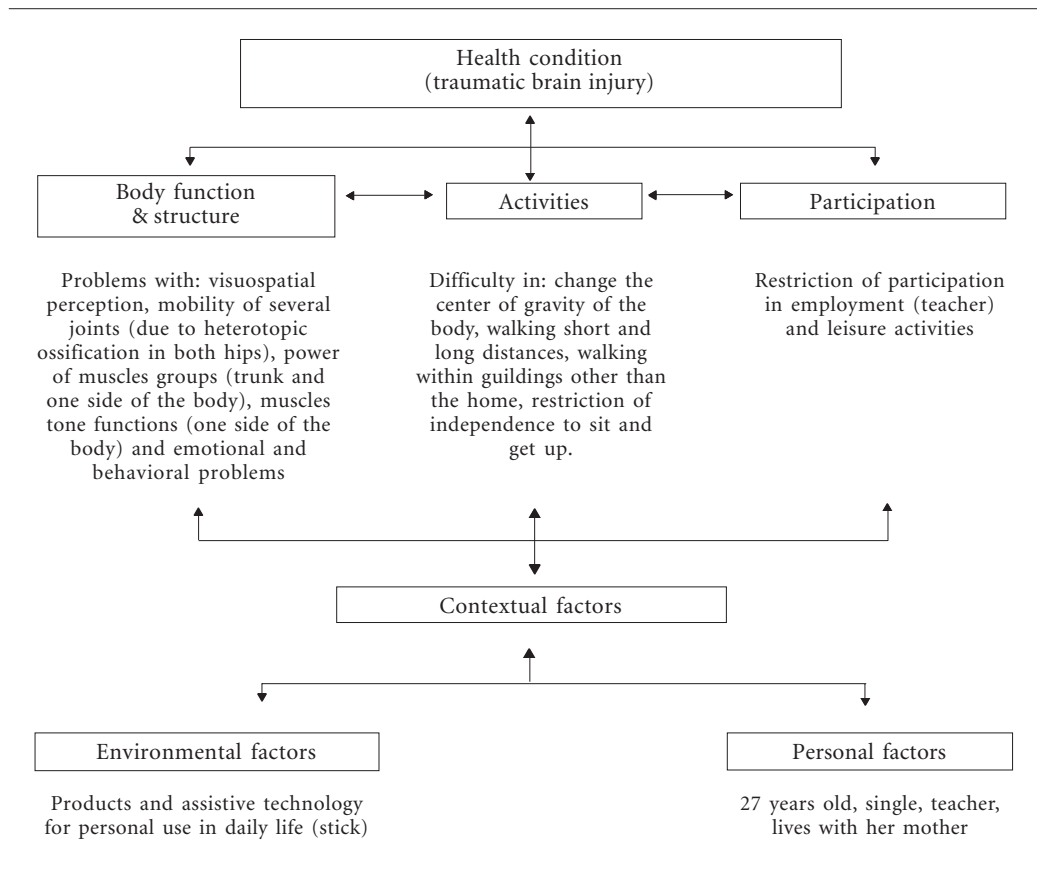 Health condition
(traumatic brain injury)
Body function
& structure
Activities
Participation
Problems with: visuospatial
perception, mobility of several
joints (due to heterotopic
ossification in both hips), power
of muscles groups (trunk and
one side of the body), muscles
tone functions (one side of the
body) and emotional and
behavioral problems
Difficulty in: change the
center of gravity of the
body, walking short and
long distances, walking
within guildings other than
the home, restriction of
independence to sit and
get up.
Restriction of participation
in employment (teacher)
and leisure activities
Contextual factors
Environmental factors
Personal factors
Products and assistive technology
for personal use in daily life (stick)
27 years old, single, teacher,
lives with her mother